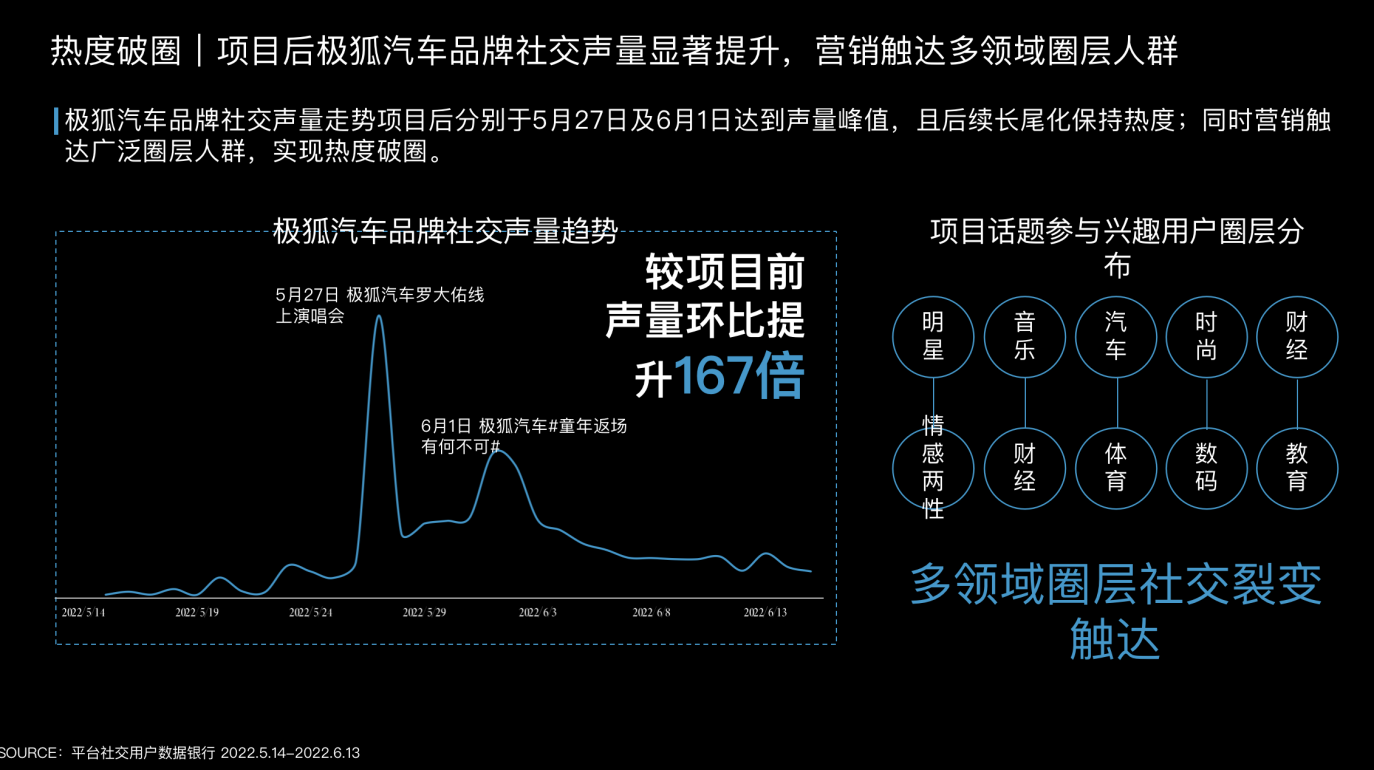 热度破圈｜项目后极狐汽车品牌社交声量显著提升，营销触达多领域圈层人群
极狐汽车品牌社交声量走势项目后分别于5月27日及6月1日达到声量峰值，且后续长尾化保持热度；同时营销触
达广泛圈层人群，实现热度破圈。
极狐汽车品牌社交声量趋势
较项目前
声量环比提
升167倍
5月27日 极狐汽车罗大佑线
上演唱会
6月1日 极狐汽车#童年返场
有何不可#
2022/5/14 2022/5/19 2022/5/21 2022/5/29 2022/6/3 2022/6/8 2022/6/13
项目话题参与兴趣用户圈层分
布
明星 音乐 汽车 时尚 财经
情感两性 财经 体育 数码 教育
多领域圈层社交裂变
触达
SOURCE：平台社交用户数据银行 2022.5.14-2022.6.13